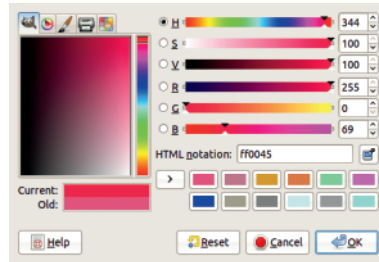 H 344
S 100
V 100
R 255
G 0
B 69
HTML notation: ff0045
>
Current:
Old:
Help
Reset
Cancel
OK